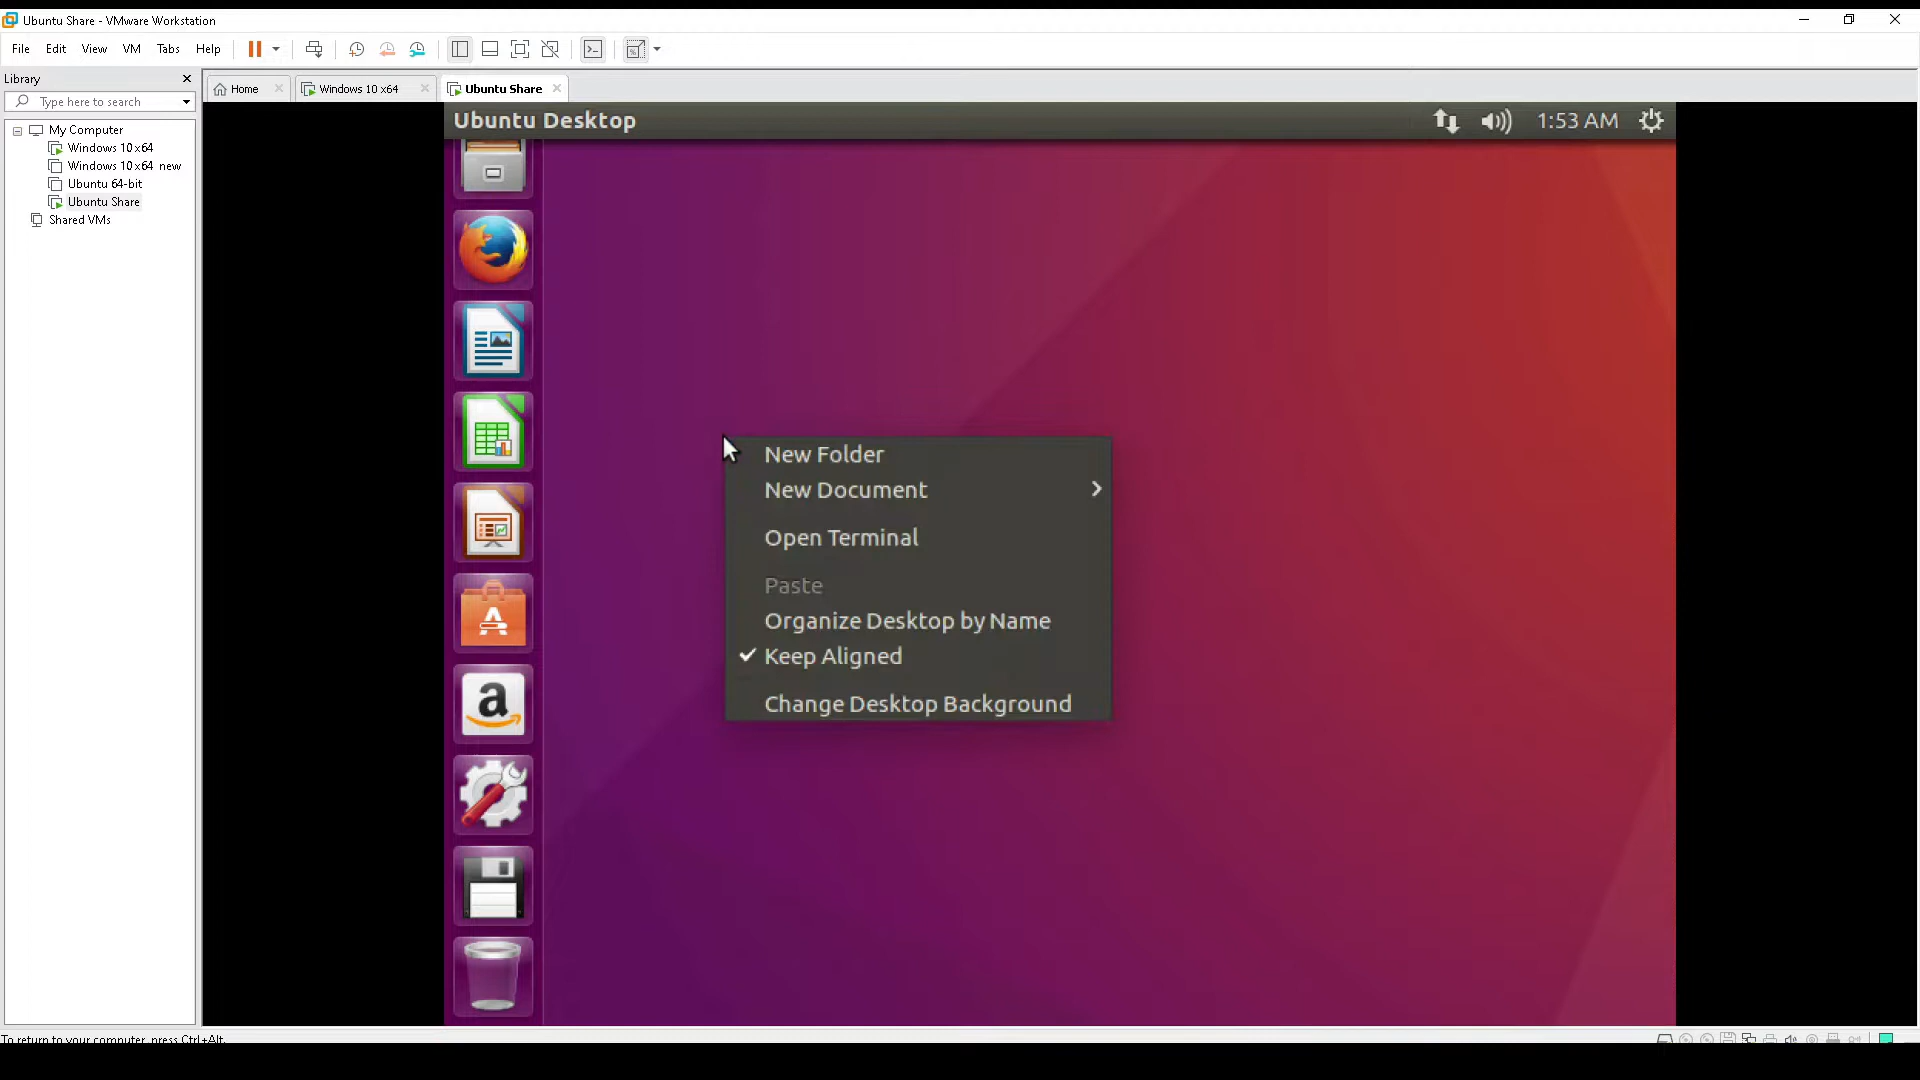 Ubuntu Share - VMware Workstation
File Edit View VM Tabs Help
Library
Type here to search
My Computer
Windows 10 x64
Windows 10 x64 new
Ubuntu 64-bit
Ubuntu Share
Shared VMs
Home
Windows 10 x64
Ubuntu Share
Ubuntu Desktop
1:53 AM
New Folder
New Document
Open Terminal
Paste
Organize Desktop by Name
Keep Aligned
Change Desktop Background
To return to your computer, press Ctrl+Alt.